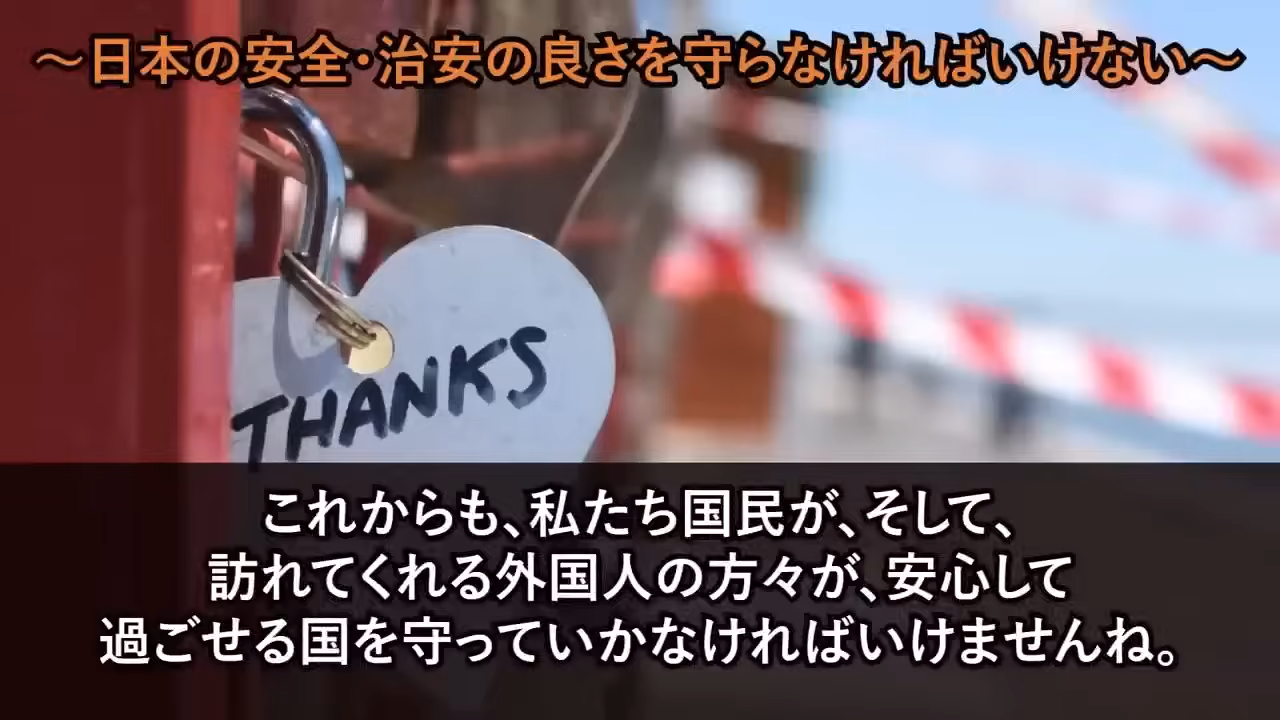 ～日本の安全・治安の良さを守らなければいけない～
THANKS
これからも、私たち国民が、そして、
訪れてくれる外国人の方々が、安心して
過ごせる国を守っていかなければいけませんね。